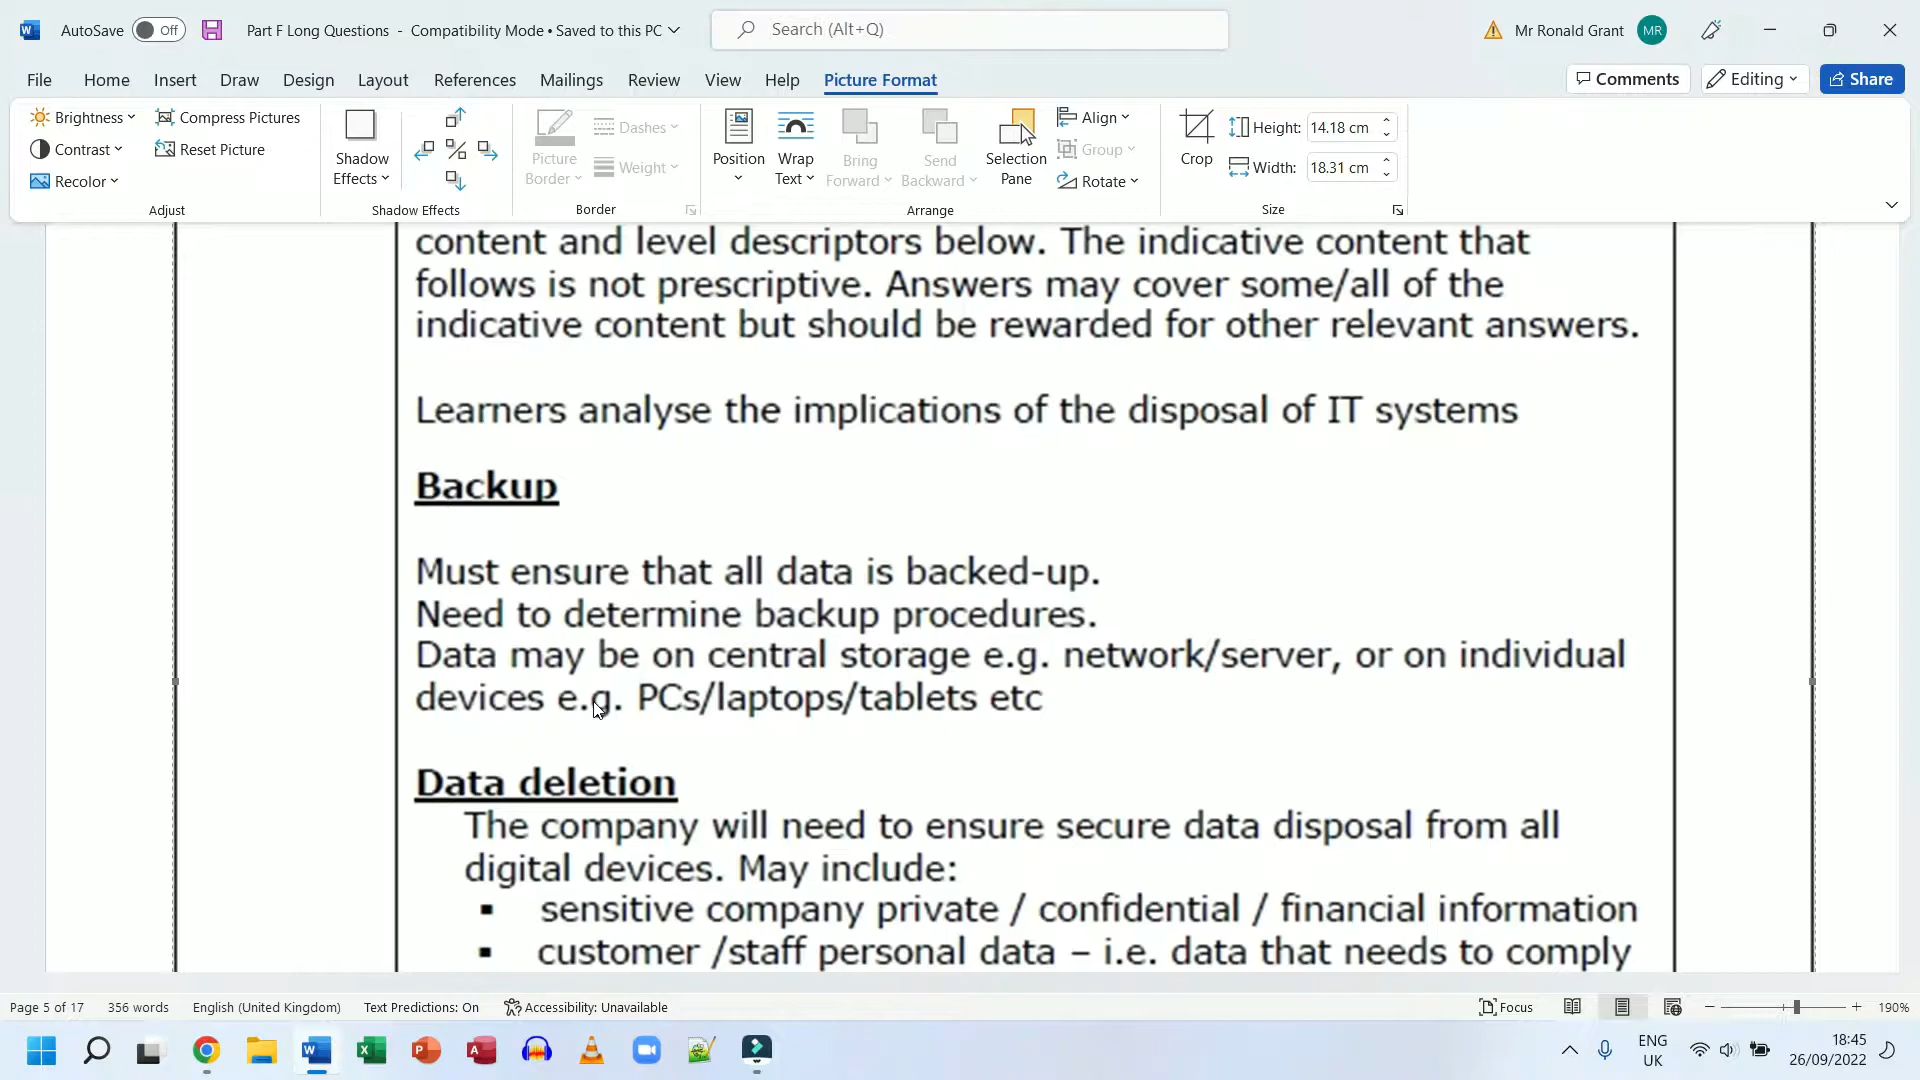 AutoSave Off Part F Long Questions - Compatibility Mode • Saved to this PC Search (Alt+Q) Mr Ronald Grant MR
File Home Insert Draw Design Layout References Mailings Review View Help Picture Format Comments Editing Share
Brightness Compress Pictures
Contrast Reset Picture
Recolor
Adjust
Shadow
Effects
Shadow Effects
Picture
Border
Dashes
Weight
Border
Position
Wrap
Text
Bring
Forward
Send
Backward
Selection
Pane
Align
Group
Rotate
Arrange
Crop
Height: 14.18 cm
Width: 18.31 cm
Size
content and level descriptors below. The indicative content that
follows is not prescriptive. Answers may cover some/all of the
indicative content but should be rewarded for other relevant answers.
Learners analyse the implications of the disposal of IT systems
Backup
Must ensure that all data is backed-up.
Need to determine backup procedures.
Data may be on central storage e.g. network/server, or on individual
devices e.g. PCs/laptops/tablets etc
Data deletion
The company will need to ensure secure data disposal from all
digital devices. May include:
▪ sensitive company private / confidential / financial information
▪ customer /staff personal data – i.e. data that needs to comply
Page 5 of 17 356 words English (United Kingdom) Text Predictions: On Accessibility: Unavailable Focus 190%
ENG
UK
18:45
26/09/2022